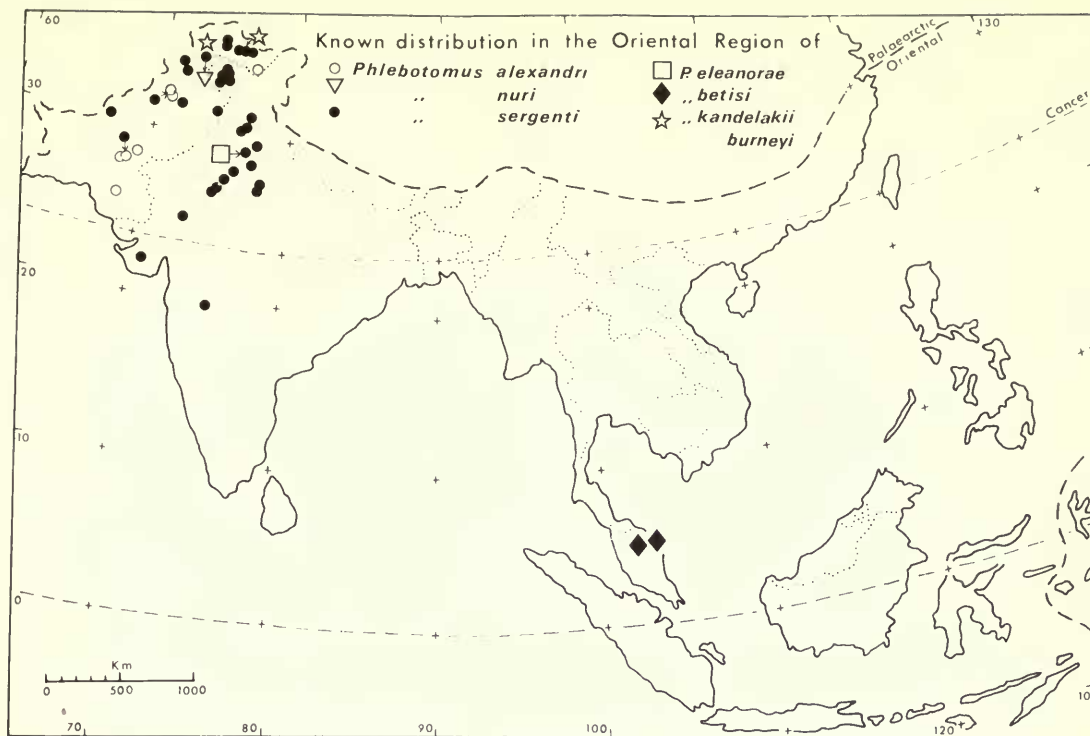 60
130
Known distribution in the Oriental Region of
Palaearctic
Oriental
Phlebotomus alexandri
P eleanorae
,, nuri
,, betisi
,, sergenti
,, kandelakii
burneyi
30
Cancer
20
10
0
Km
0 500 1000
70 80 90 100 120